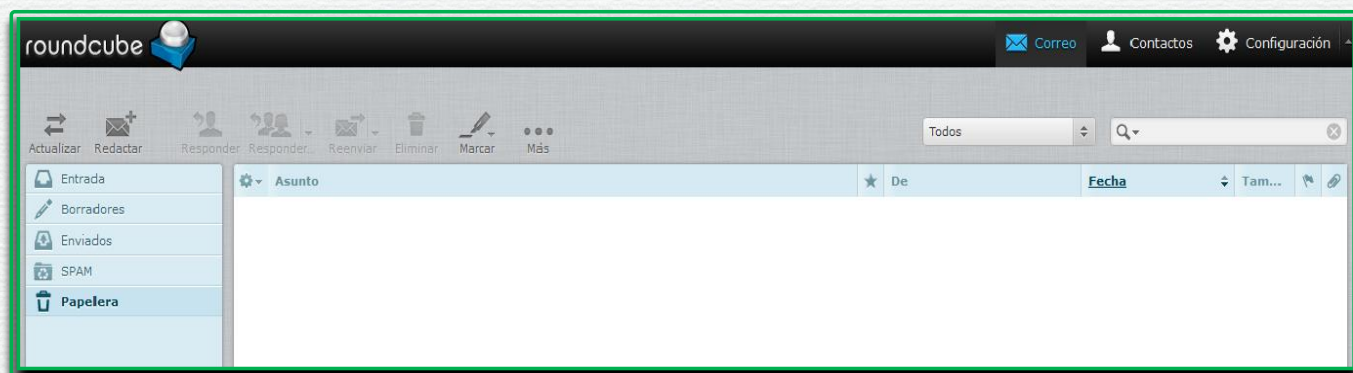 roundcube
Correo Contactos Configuración
Actualizar Redactar Responder Responder... Reenviar Eliminar Marcar Más
Todos
Entrada
Borradores
Enviados
SPAM
Papelera
Asunto De Fecha Tam...